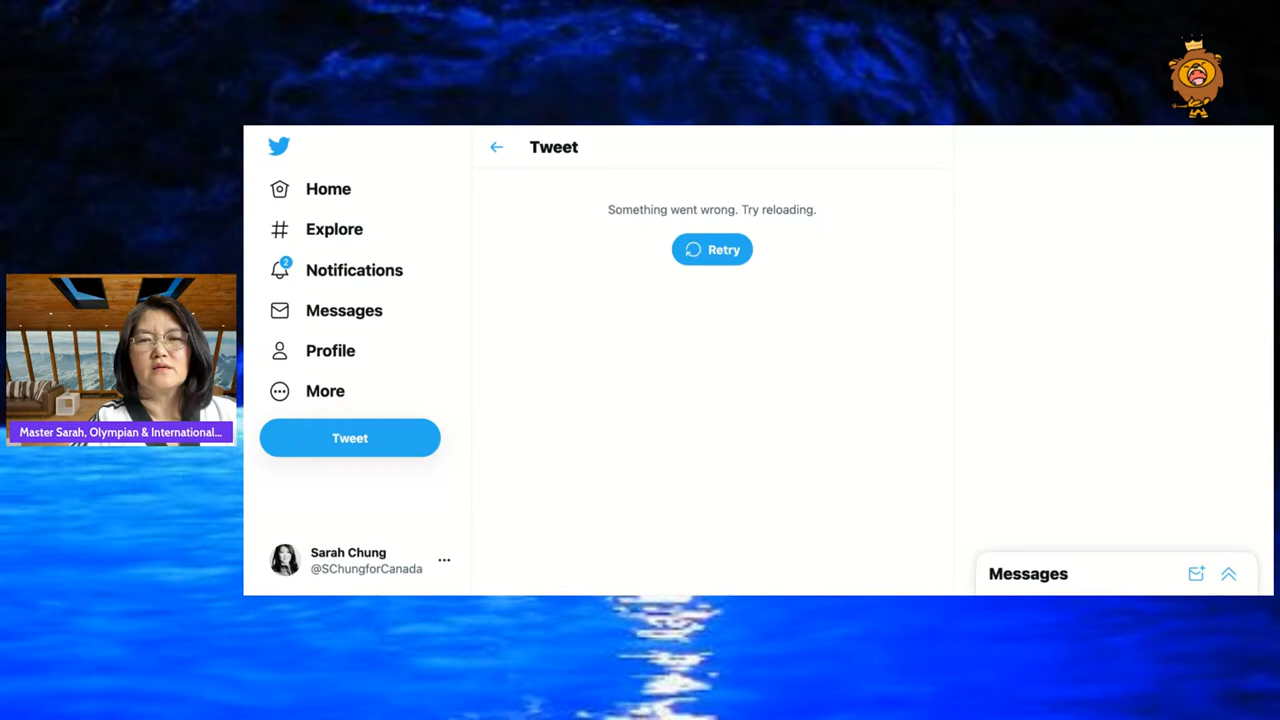 Tweet
Home
Explore
2
Notifications
Messages
Profile
More
Tweet
Sarah Chung
@SChungforCanada
Something went wrong. Try reloading.
Retry
Messages
Master Sarah, Olympian & International...